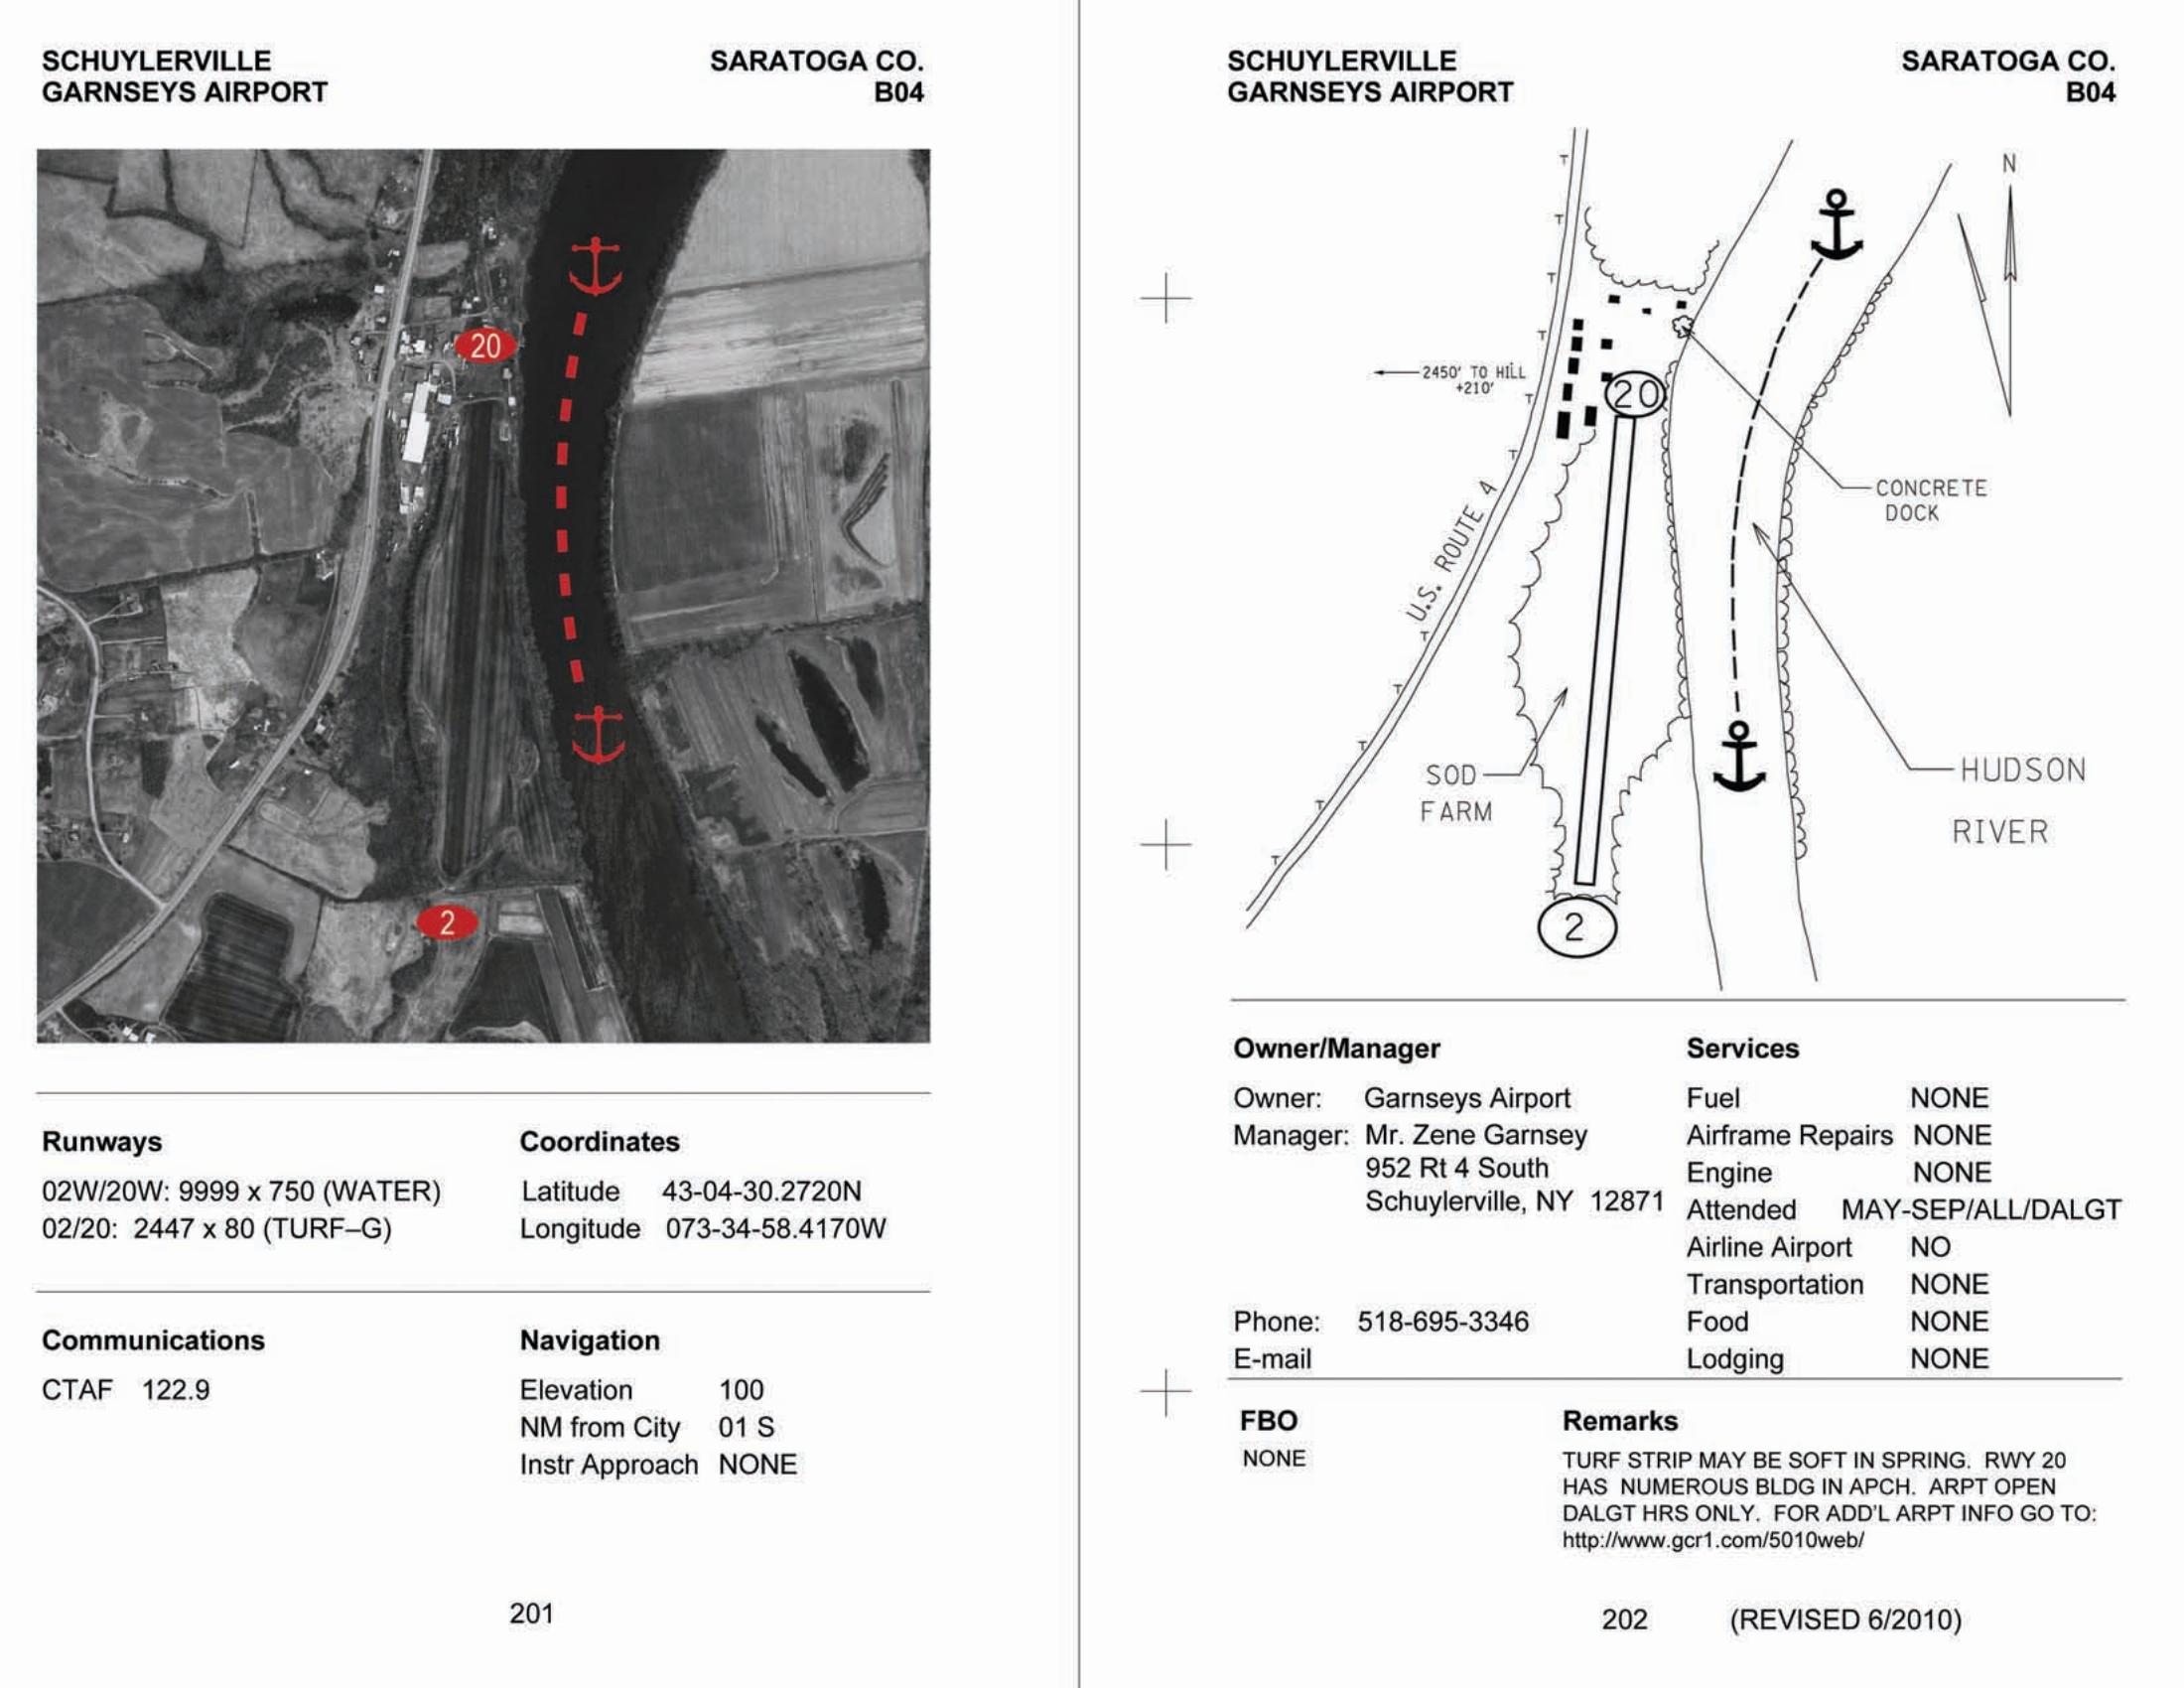 SCHUYLERVILLE
GARNSEYS AIRPORT
SARATOGA CO.
B04
20
2
Runways
02W/20W: 9999 x 750 (WATER)
02/20: 2447 x 80 (TURF–G)
Coordinates
Latitude 43-04-30.2720N
Longitude 073-34-58.4170W
Communications
CTAF 122.9
Navigation
Elevation 100
NM from City 01 S
Instr Approach NONE
201
SCHUYLERVILLE
GARNSEYS AIRPORT
SARATOGA CO.
B04
N
2450' TO HILL
+210'
20
U.S. ROUTE 4
CONCRETE
DOCK
SOD
FARM
HUDSON
RIVER
2
Owner/Manager
Owner: Garnseys Airport
Manager: Mr. Zene Garnsey
952 Rt 4 South
Schuylerville, NY 12871
Phone: 518-695-3346
E-mail
Services
Fuel NONE
Airframe Repairs NONE
Engine NONE
Attended MAY-SEP/ALL/DALGT
Airline Airport NO
Transportation NONE
Food NONE
Lodging NONE
FBO
NONE
Remarks
TURF STRIP MAY BE SOFT IN SPRING. RWY 20
HAS NUMEROUS BLDG IN APCH. ARPT OPEN
DALGT HRS ONLY. FOR ADD'L ARPT INFO GO TO:
http://www.gcr1.com/5010web/
202 (REVISED 6/2010)